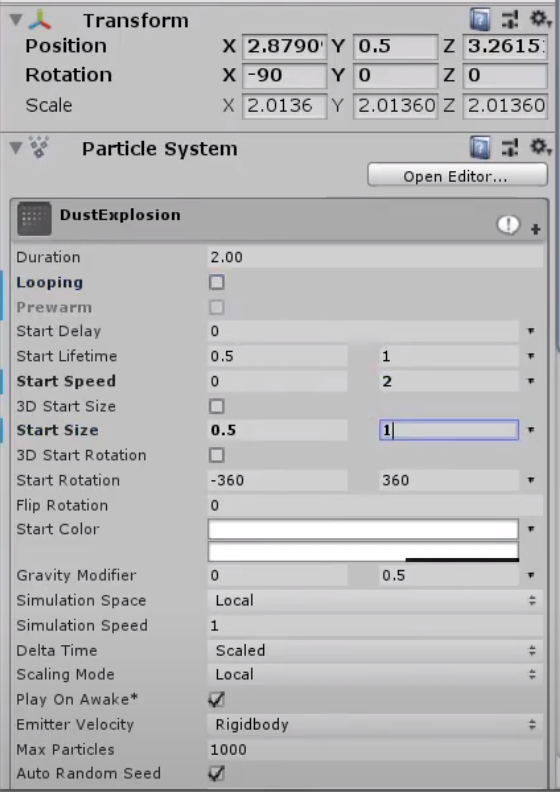 Transform
Position X 2.8790 Y 0.5 Z 3.2615
Rotation X -90 Y 0 Z 0
Scale X 2.0136 Y 2.01360 Z 2.01360
Particle System
Open Editor...
DustExplosion
Duration 2.00
Looping
Prewarm
Start Delay 0
Start Lifetime 0.5 1
Start Speed 0 2
3D Start Size
Start Size 0.5 1
3D Start Rotation
Start Rotation -360 360
Flip Rotation 0
Start Color
Gravity Modifier 0 0.5
Simulation Space Local
Simulation Speed 1
Delta Time Scaled
Scaling Mode Local
Play On Awake*
Emitter Velocity Rigidbody
Max Particles 1000
Auto Random Seed